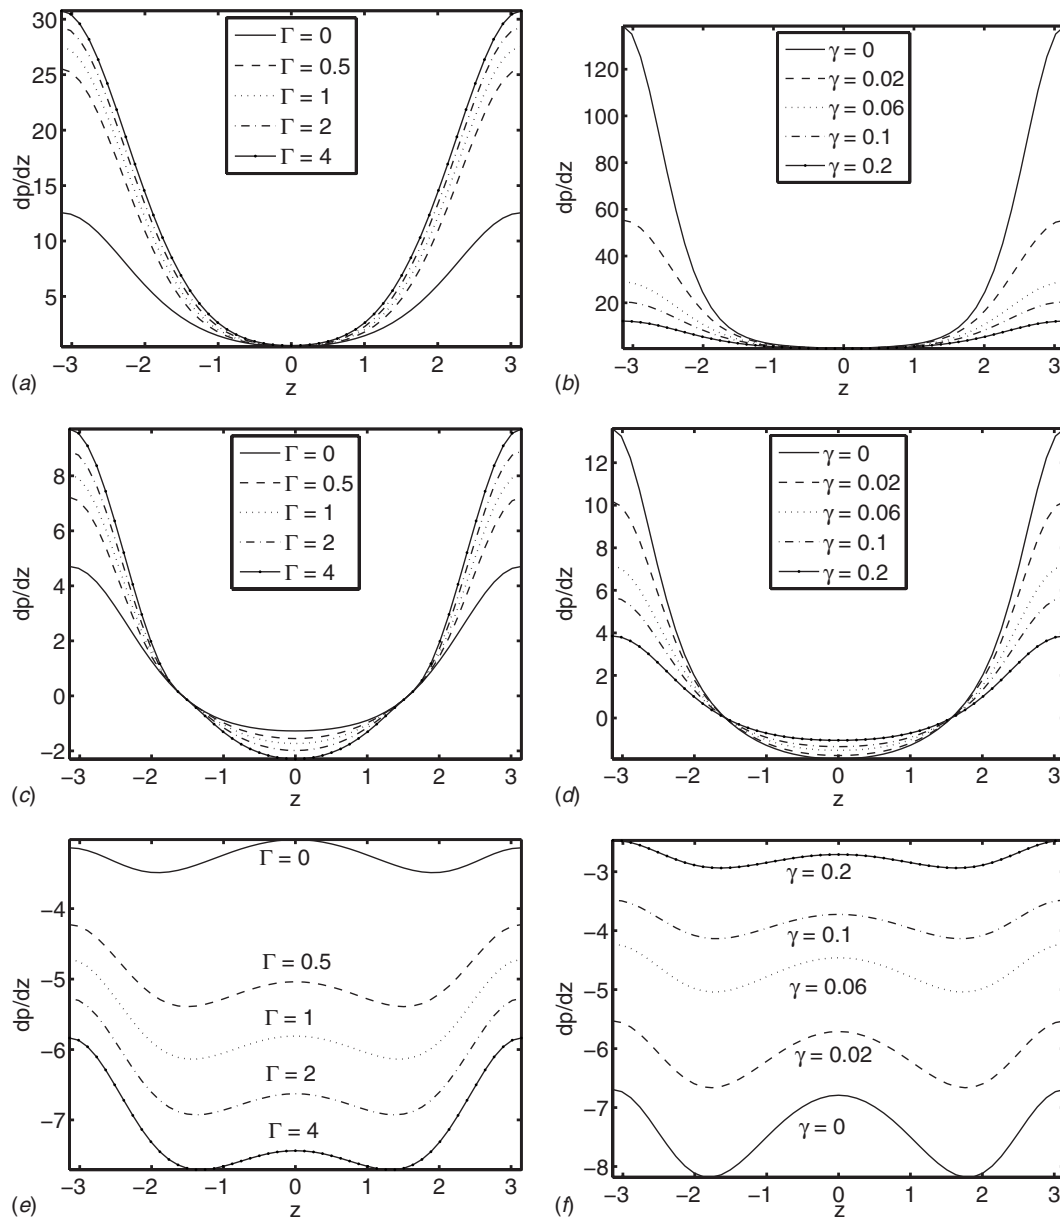 30
25
20
15
10
5
dp/dz
Γ = 0
Γ = 0.5
Γ = 1
Γ = 2
Γ = 4
−3 −2 −1 0 1 2 3
(a) z
120
100
80
60
40
20
dp/dz
γ = 0
γ = 0.02
γ = 0.06
γ = 0.1
γ = 0.2
−3 −2 −1 0 1 2 3
(b) z
8
6
4
2
0
−2
dp/dz
Γ = 0
Γ = 0.5
Γ = 1
Γ = 2
Γ = 4
−3 −2 −1 0 1 2 3
(c) z
12
10
8
6
4
2
0
dp/dz
γ = 0
γ = 0.02
γ = 0.06
γ = 0.1
γ = 0.2
−3 −2 −1 0 1 2 3
(d) z
−4
−5
−6
−7
dp/dz
Γ = 0
Γ = 0.5
Γ = 1
Γ = 2
Γ = 4
−3 −2 −1 0 1 2 3
(e) z
−3
−4
−5
−6
−7
−8
dp/dz
γ = 0.2
γ = 0.1
γ = 0.06
γ = 0.02
γ = 0
−3 −2 −1 0 1 2 3
(f) z